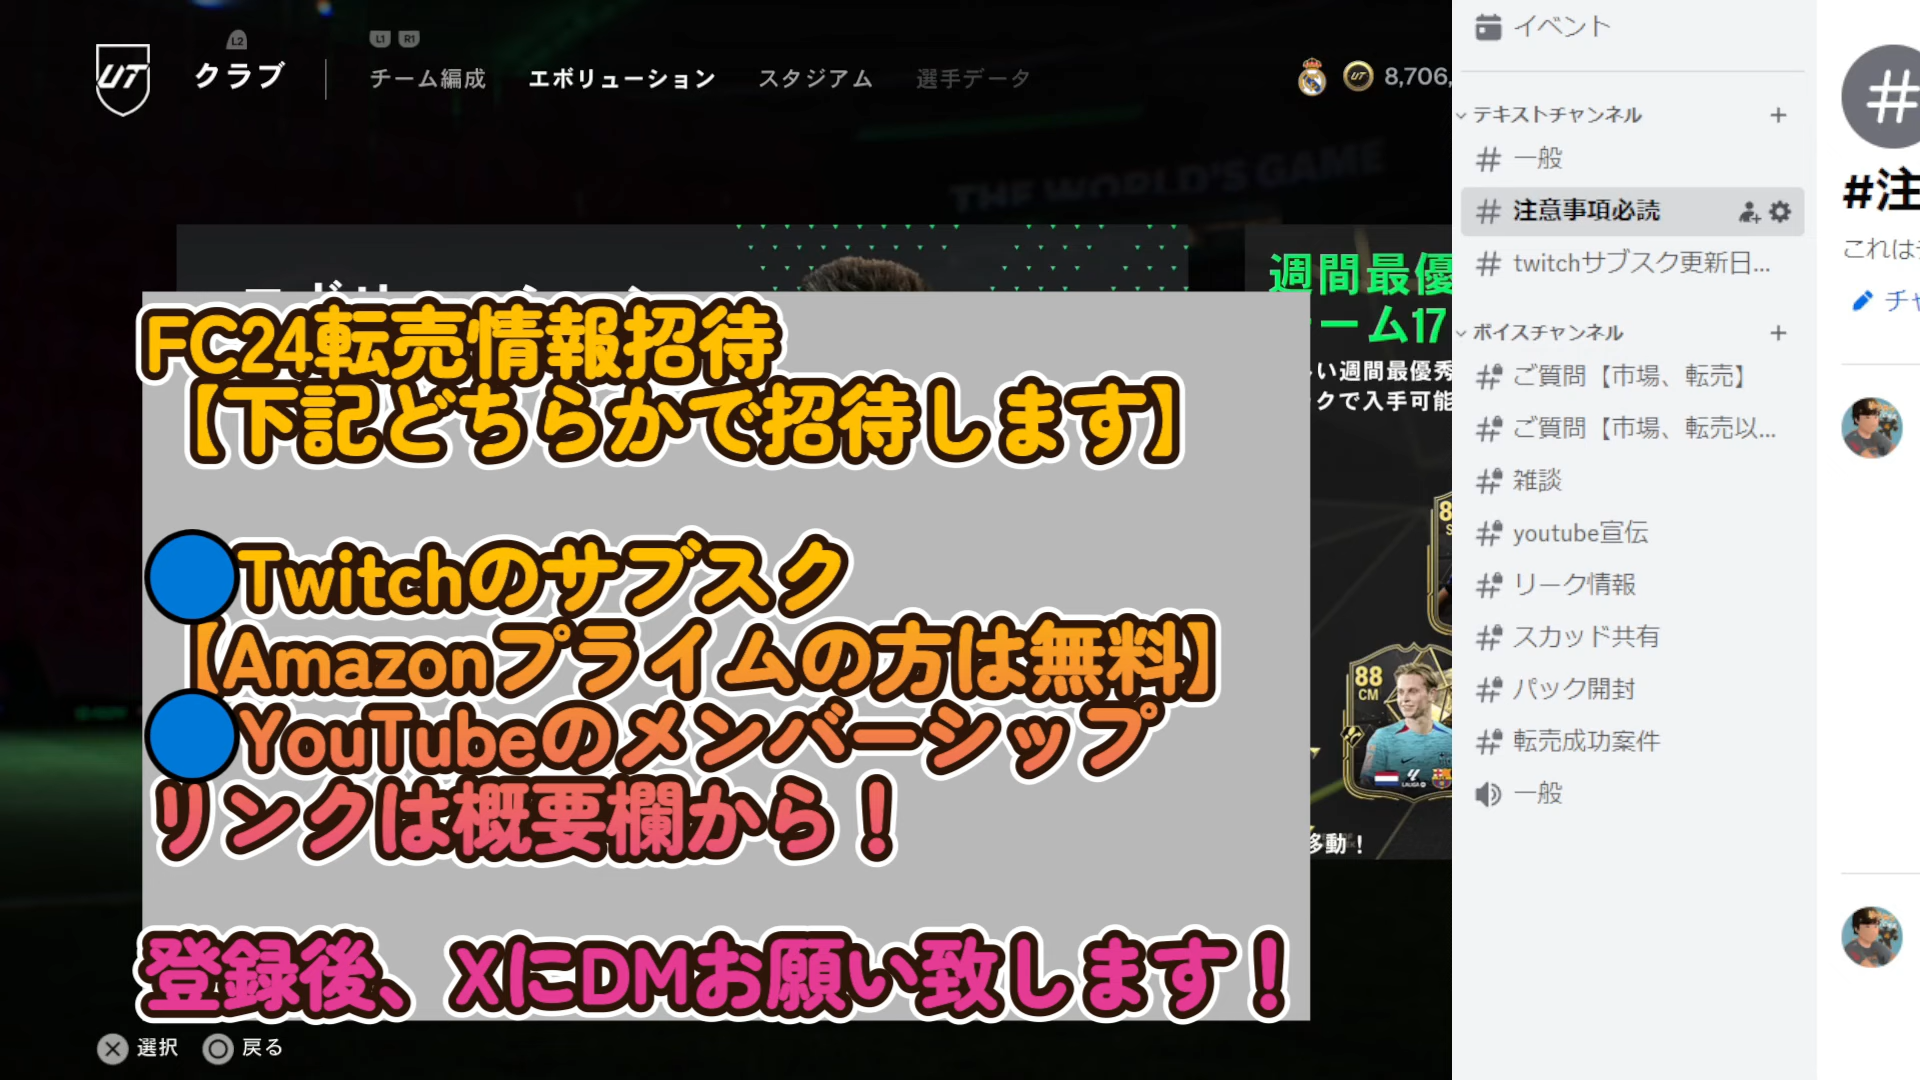 L2
L1 R1
UT クラブ チーム編成 エボリューション スタジアム 選手データ
UT 8,706,
THE WORLD'S GAME
週間最優
ーム17
い週間最優秀
クで入手可能
88
CM
LALIGA
移動！
FC24転売情報招待
【下記どちらかで招待します】
Twitchのサブスク
【Amazonプライムの方は無料】
YouTubeのメンバーシップ
リンクは概要欄から！
登録後、XにDMお願い致します！
選択 戻る
イベント
テキストチャンネル +
# 一般
# 注意事項必読
# twitchサブスク更新日...
ボイスチャンネル +
# ご質問【市場、転売】
# ご質問【市場、転売以...
# 雑談
# youtube宣伝
# リーク情報
# スカッド共有
# パック開封
# 転売成功案件
一般
#
#注
これは
チャ